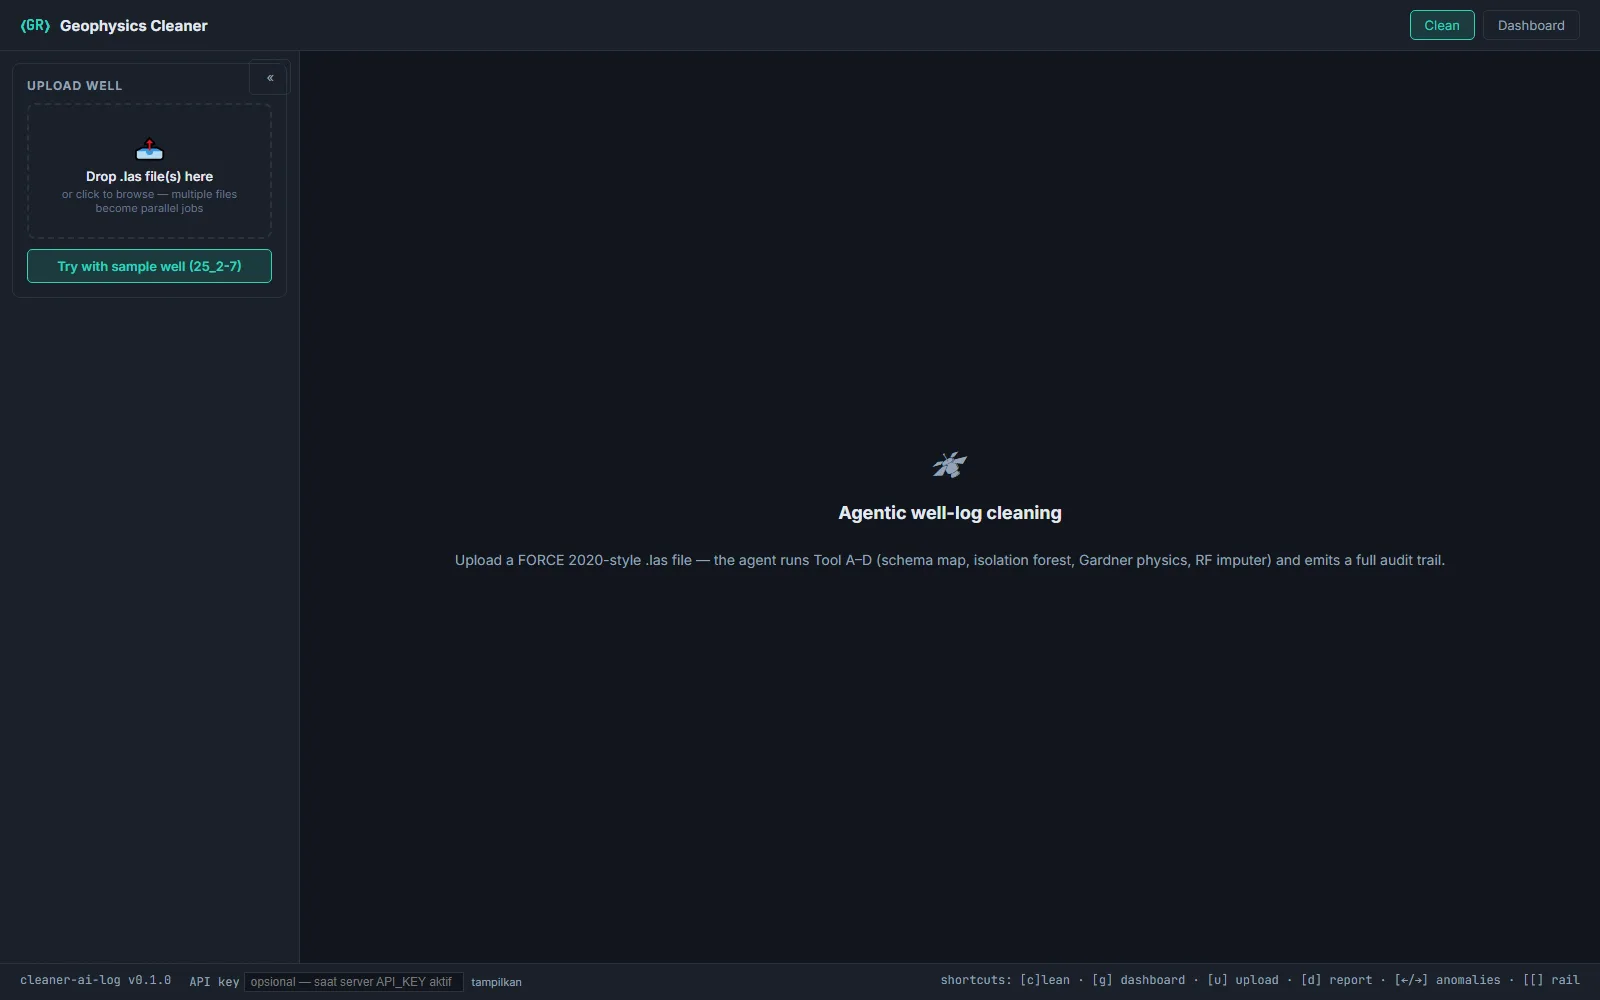 {GR} Geophysics Cleaner
Clean
Dashboard
UPLOAD WELL
«
Drop .las file(s) here
or click to browse — multiple files
become parallel jobs
Try with sample well (25_2-7)
Agentic well-log cleaning
Upload a FORCE 2020-style .las file — the agent runs Tool A–D (schema map, isolation forest, Gardner physics, RF imputer) and emits a full audit trail.
cleaner-ai-log v0.1.0
API key
opsional — saat server API_KEY aktif
tampilkan
shortcuts: [c]lean · [g] dashboard · [u] upload · [d] report · [←/→] anomalies · [[] rail